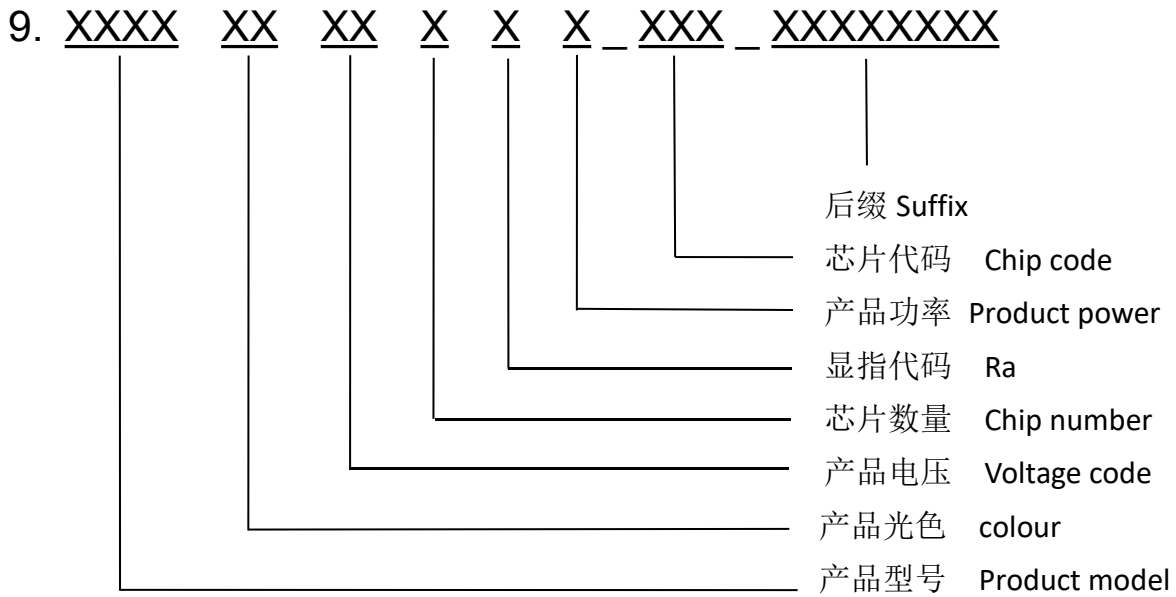 9. XXXX XX XX X X X _ XXX _ XXXXXXXX
后缀 Suffix
芯片代码 Chip code
产品功率 Product power
显指代码 Ra
芯片数量 Chip number
产品电压 Voltage code
产品光色 colour
产品型号 Product model